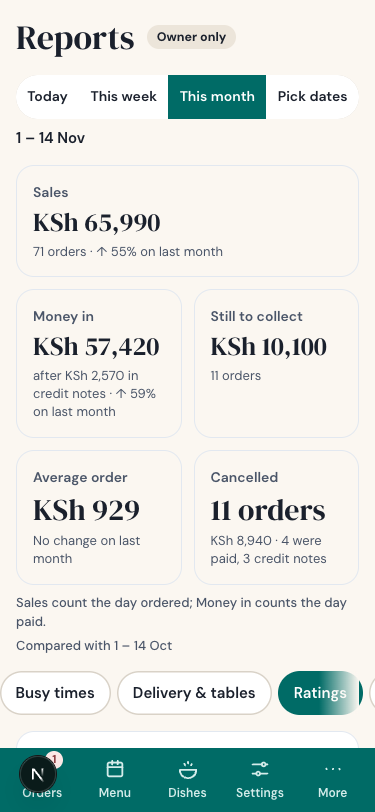 Reports
Owner only
Today
This week
This month
Pick dates
1 – 14 Nov
Sales
KSh 65,990
71 orders · ↑ 55% on last month
Money in
KSh 57,420
after KSh 2,570 in
credit notes · ↑ 59%
on last month
Still to collect
KSh 10,100
11 orders
Average order
KSh 929
No change on last
month
Cancelled
11 orders
KSh 8,940 · 4 were
paid, 3 credit notes
Sales count the day ordered; Money in counts the day
paid.
Compared with 1 – 14 Oct
Busy times
Delivery & tables
Ratings
N
1
Orders
Menu
Dishes
Settings
More